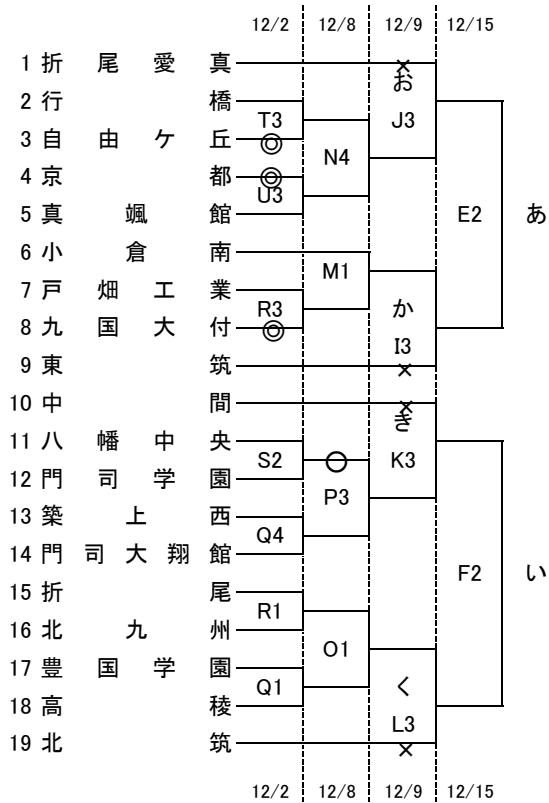 12/2 12/8 12/9 12/15
1 折尾愛真
× お
2 行橋
T3
J3
3 自由ケ丘
◎
N4
4 京都
◎
U3
5 真颯館
E2 あ
6 小倉南
M1
7 戸畑工業
R3
か
8 九国大付
◎
I3
9 東筑
×
10 中間
× き
11 八幡中央
S2 ○ K3
12 門司学園
P3
13 築上西
Q4
14 門司大翔館
F2 い
15 折尾
R1
16 北九州
O1
17 豊国学園
Q1 く
18 高稜
L3
19 北筑
×
12/2 12/8 12/9 12/15